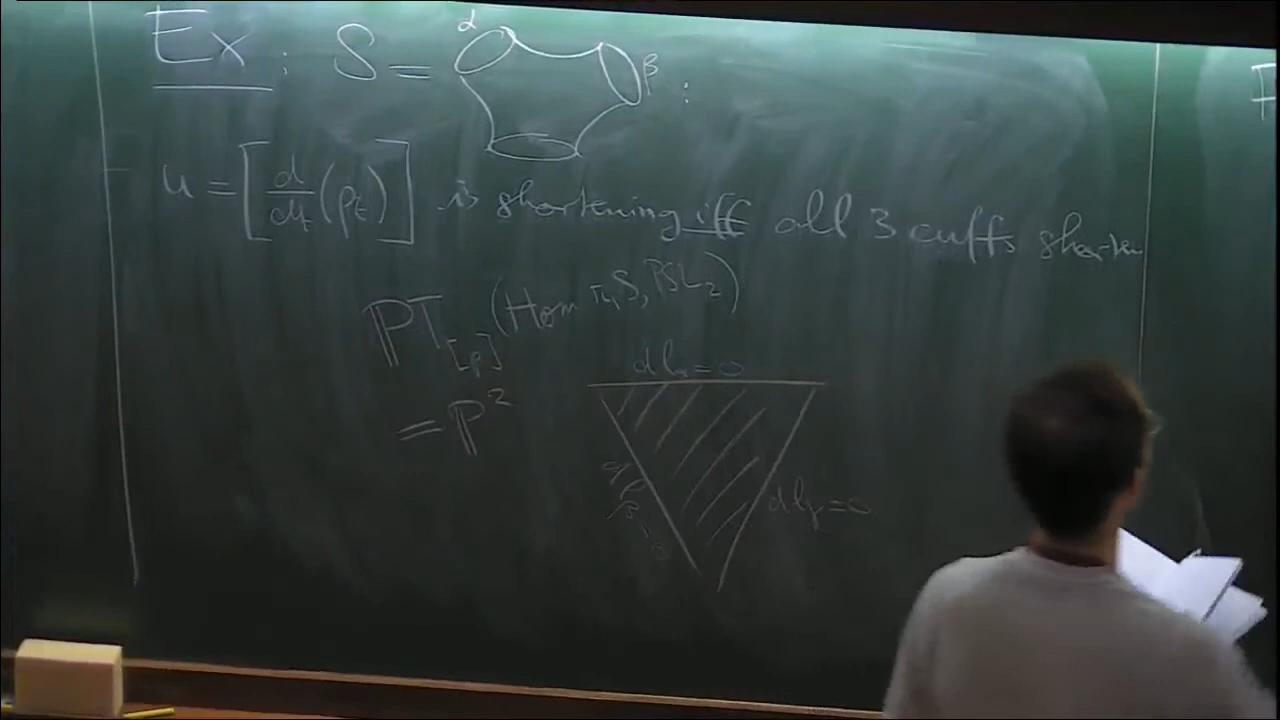 Ex : S = α β :
u = [d/dt (ρt)] is shortening iff all 3 cuffs shorten
PT[ρ] (Hom π₁S, PSL₂)
= P²
dlα = 0
dlβ = 0
dlγ = 0